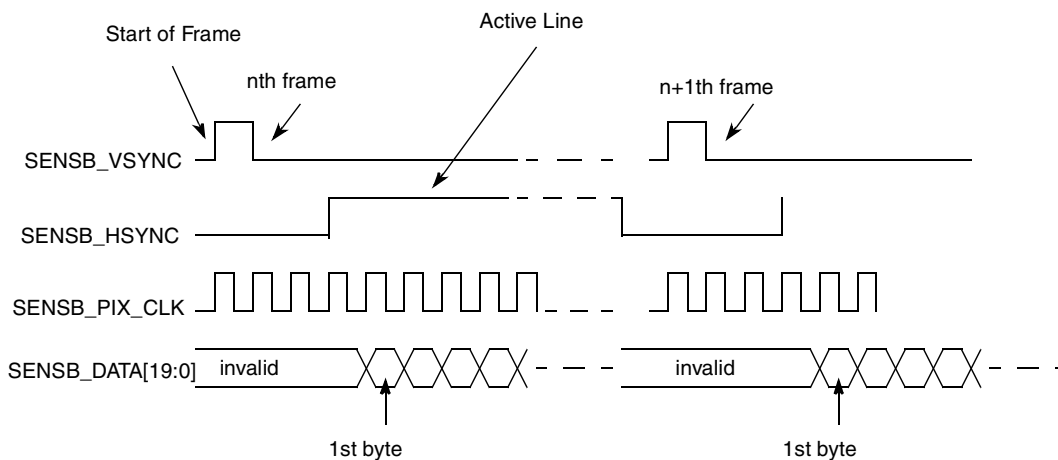 Active Line
Start of Frame
nth frame
n+1th frame
SENSB_VSYNC
SENSB_HSYNC
SENSB_PIX_CLK
SENSB_DATA[19:0]
invalid
invalid
1st byte
1st byte